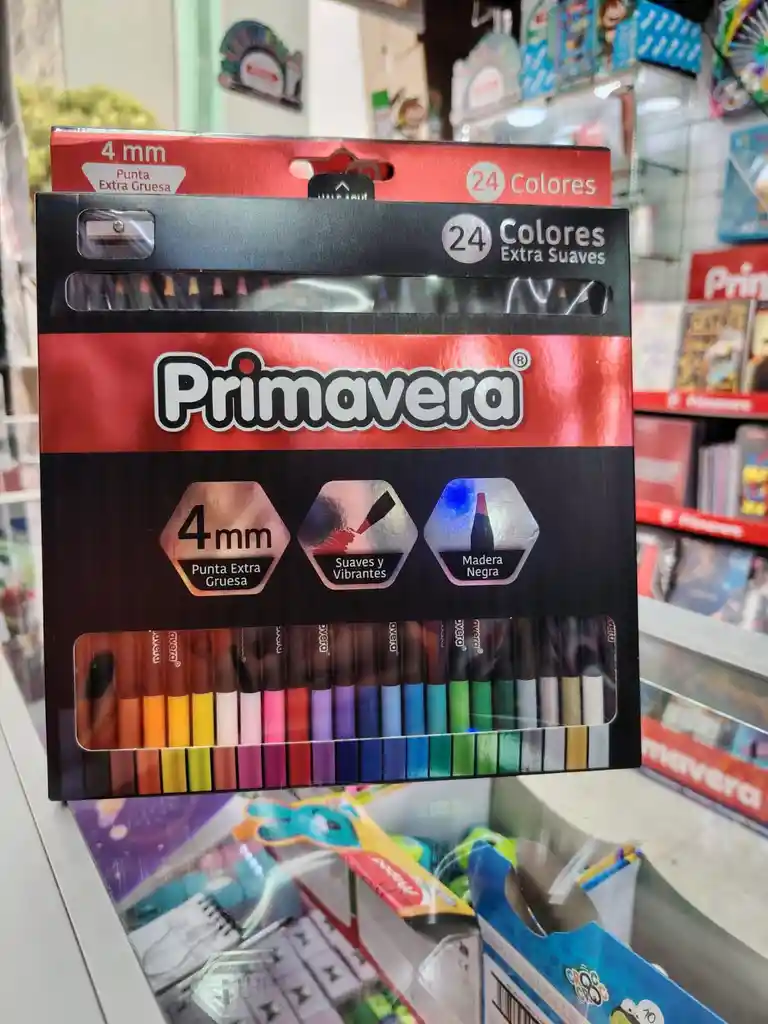 4 mm
Punta
Extra Gruesa
24 Colores
24 Colores
Extra Suaves
Primavera®
4mm
Punta Extra
Gruesa
Suaves y
Vibrantes
Madera
Negra